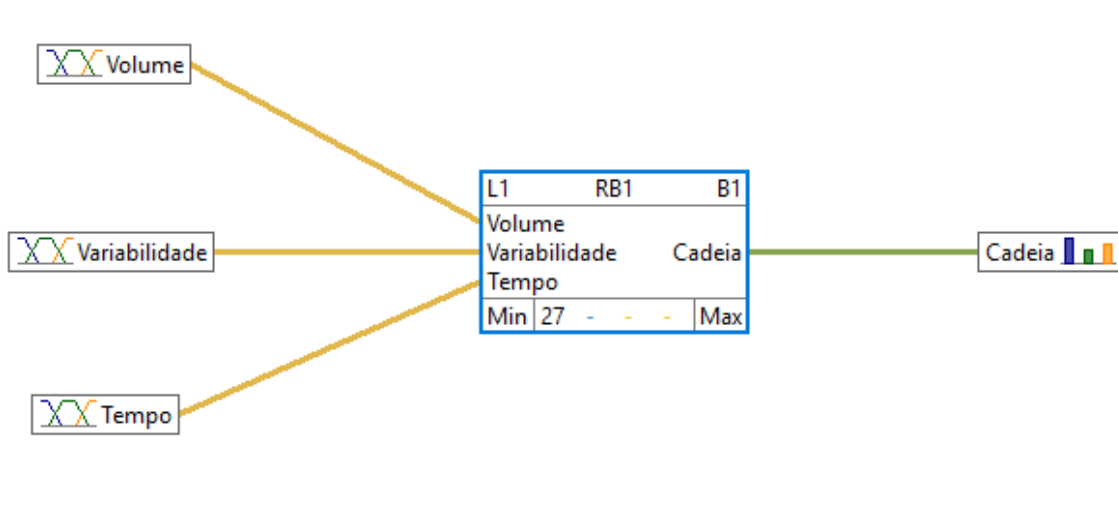 Volume
L1 RB1 B1
Volume
Variabilidade
Variabilidade Cadeia
Cadeia
Tempo
Min 27 - - - Max
Tempo